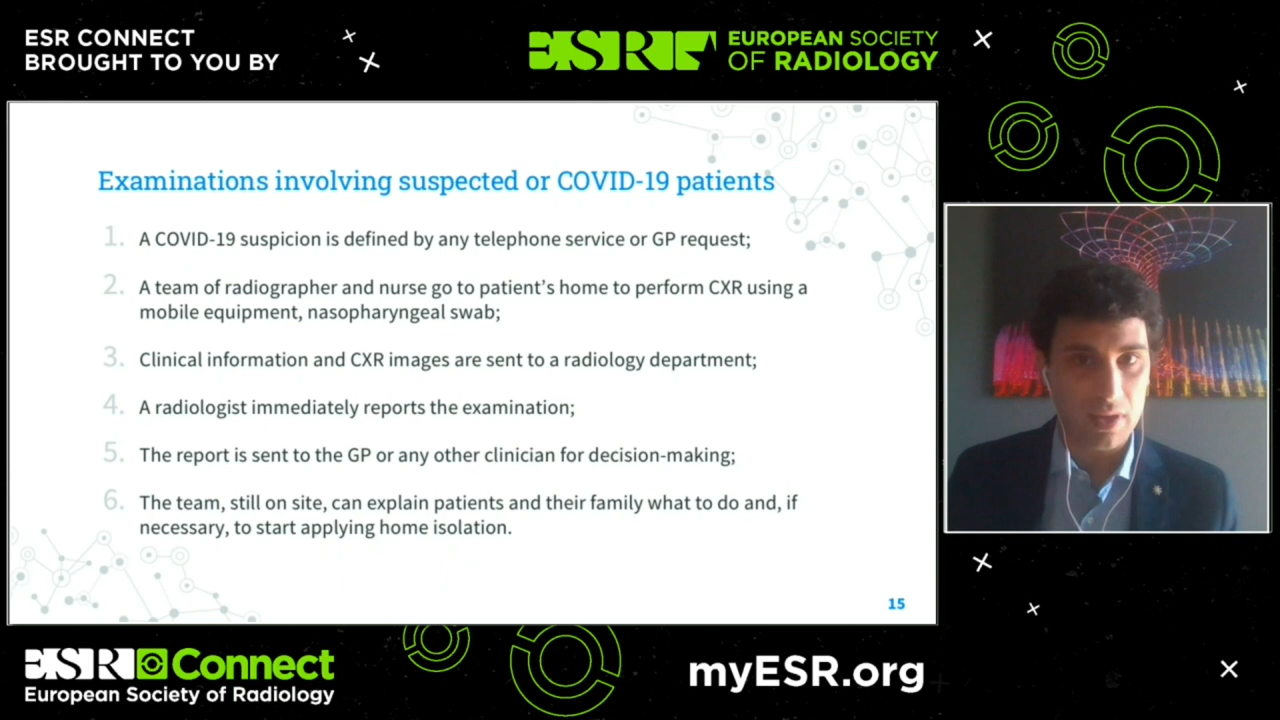 ESR CONNECT
BROUGHT TO YOU BY
ESR
EUROPEAN SOCIETY
OF RADIOLOGY
Examinations involving suspected or COVID-19 patients
1. A COVID-19 suspicion is defined by any telephone service or GP request;
2. A team of radiographer and nurse go to patient's home to perform CXR using a
mobile equipment, nasopharyngeal swab;
3. Clinical information and CXR images are sent to a radiology department;
4. A radiologist immediately reports the examination;
5. The report is sent to the GP or any other clinician for decision-making;
6. The team, still on site, can explain patients and their family what to do and, if
necessary, to start applying home isolation.
15
ESR Connect
European Society of Radiology
myESR.org